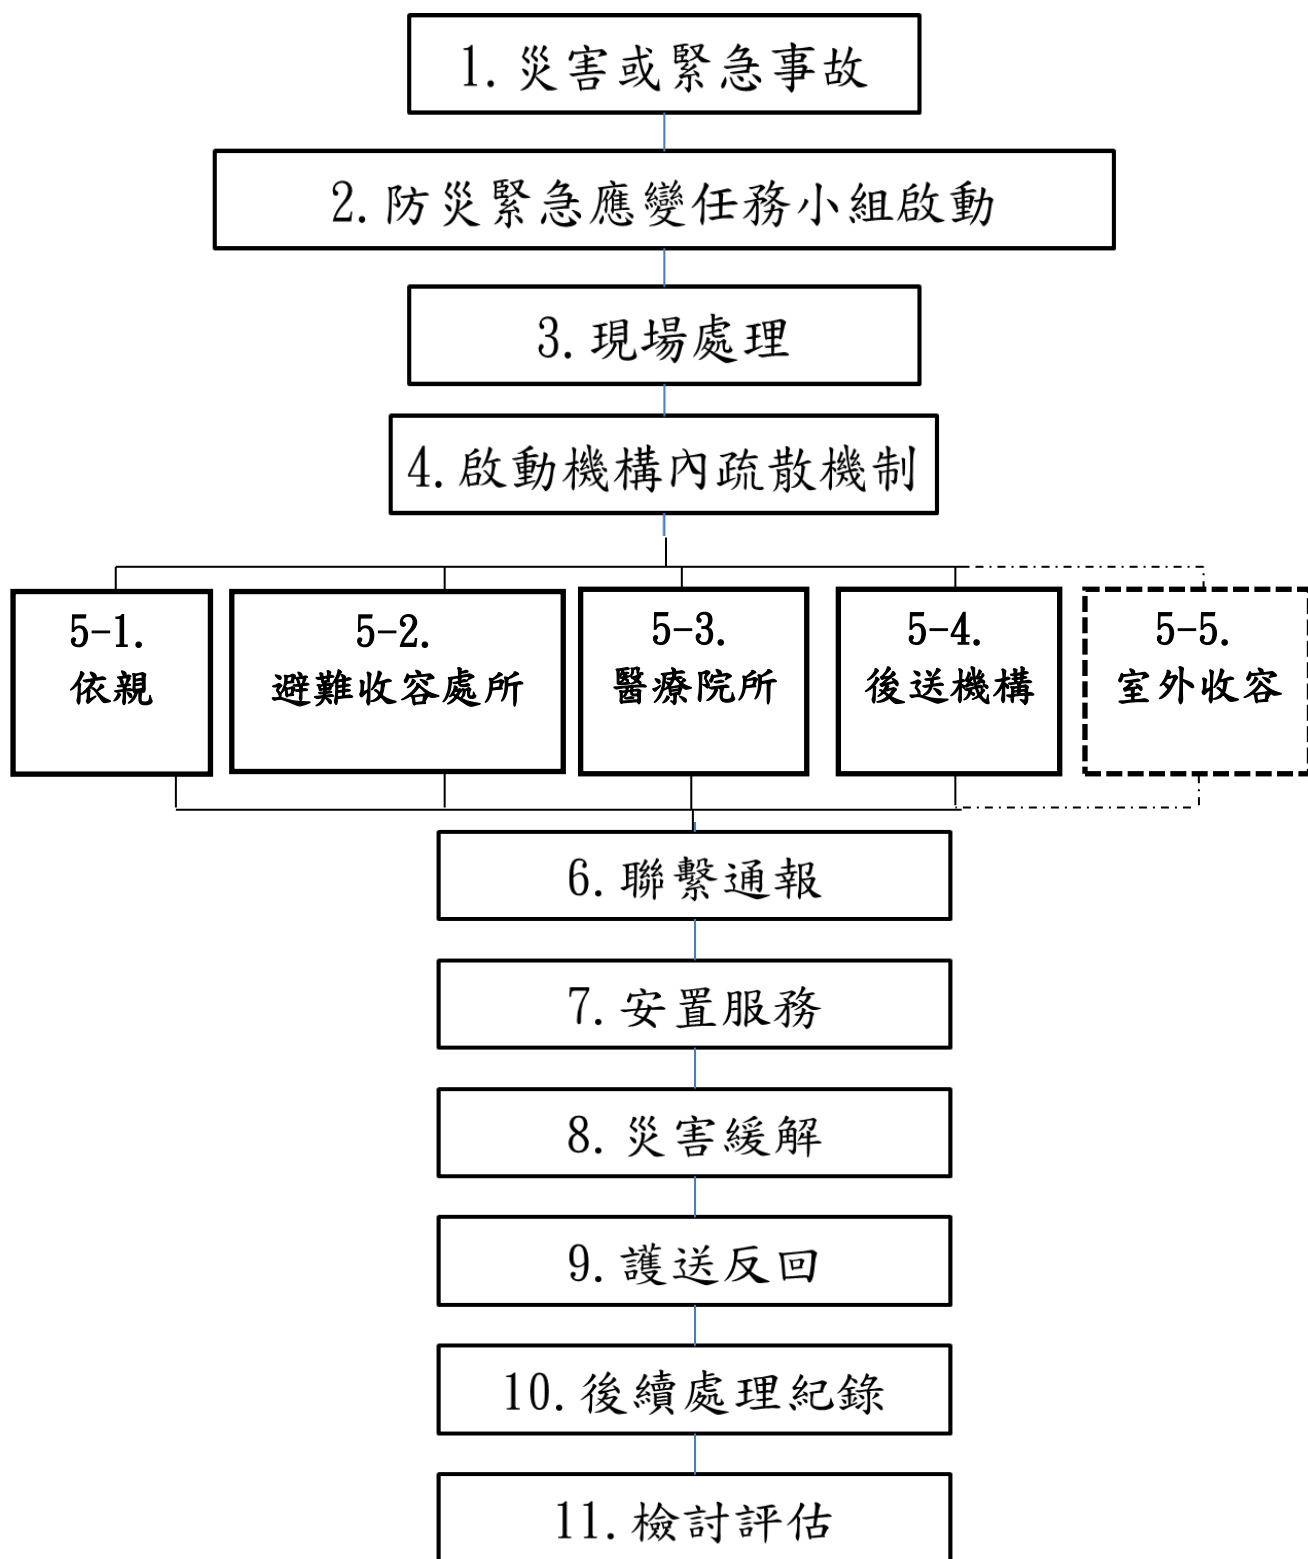 1.災害或緊急事故
2.防災緊急應變任務小組啟動
3.現場處理
4.啟動機構內疏散機制
5-1.
依親
5-2.
避難收容處所
5-3.
醫療院所
5-4.
後送機構
5-5.
室外收容
6.聯繫通報
7.安置服務
8.災害緩解
9.護送反回
10.後續處理紀錄
11.檢討評估